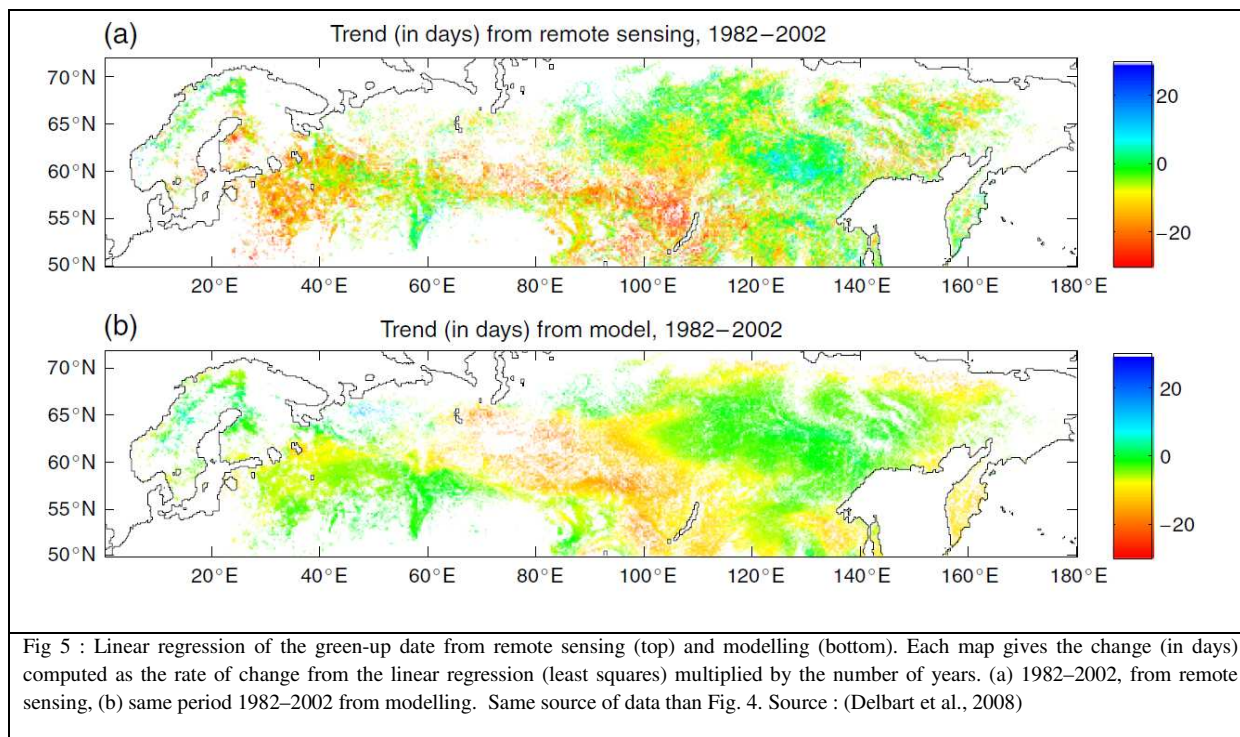 (a) Trend (in days) from remote sensing, 1982–2002
70°N
65°N
60°N
55°N
50°N
20°E 40°E 60°E 80°E 100°E 120°E 140°E 160°E 180°E
20
0
−20
(b) Trend (in days) from model, 1982–2002
70°N
65°N
60°N
55°N
50°N
20°E 40°E 60°E 80°E 100°E 120°E 140°E 160°E 180°E
20
0
−20
Fig 5 : Linear regression of the green-up date from remote sensing (top) and modelling (bottom). Each map gives the change (in days)
computed as the rate of change from the linear regression (least squares) multiplied by the number of years. (a) 1982–2002, from remote
sensing, (b) same period 1982–2002 from modelling. Same source of data than Fig. 4. Source : (Delbart et al., 2008)